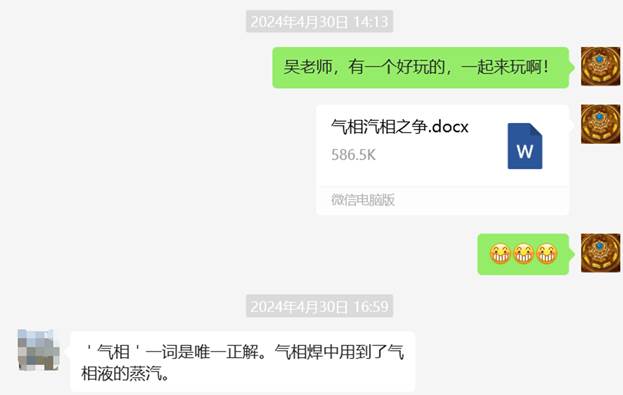 2024年4月30日 14:13
吴老师，有一个好玩的，一起来玩啊！
气相汽相之争.docx
586.5K
W
微信电脑版
2024年4月30日 16:59
＇气相＇一词是唯一正解。气相焊中用到了气
相液的蒸汽。